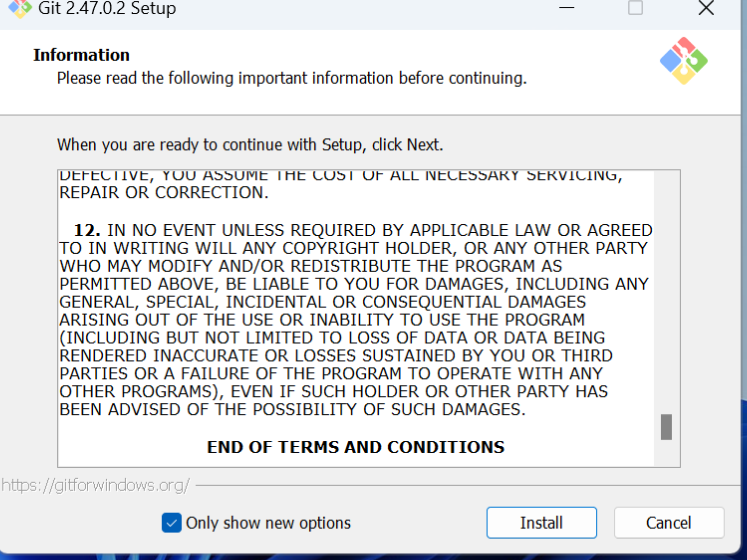 Git 2.47.0.2 Setup
Information
Please read the following important information before continuing.
When you are ready to continue with Setup, click Next.
DEFECTIVE, YOU ASSUME THE COST OF ALL NECESSARY SERVICING,
REPAIR OR CORRECTION.
12. IN NO EVENT UNLESS REQUIRED BY APPLICABLE LAW OR AGREED
TO IN WRITING WILL ANY COPYRIGHT HOLDER, OR ANY OTHER PARTY
WHO MAY MODIFY AND/OR REDISTRIBUTE THE PROGRAM AS
PERMITTED ABOVE, BE LIABLE TO YOU FOR DAMAGES, INCLUDING ANY
GENERAL, SPECIAL, INCIDENTAL OR CONSEQUENTIAL DAMAGES
ARISING OUT OF THE USE OR INABILITY TO USE THE PROGRAM
(INCLUDING BUT NOT LIMITED TO LOSS OF DATA OR DATA BEING
RENDERED INACCURATE OR LOSSES SUSTAINED BY YOU OR THIRD
PARTIES OR A FAILURE OF THE PROGRAM TO OPERATE WITH ANY
OTHER PROGRAMS), EVEN IF SUCH HOLDER OR OTHER PARTY HAS
BEEN ADVISED OF THE POSSIBILITY OF SUCH DAMAGES.
END OF TERMS AND CONDITIONS
https://gitforwindows.org/
Only show new options
Install
Cancel